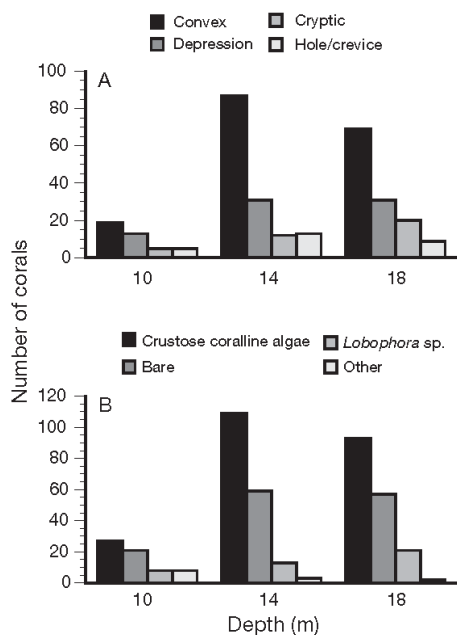 Convex Cryptic
Depression Hole/crevice
A
100
80
60
40
20
0
10 14 18
Number of corals
Crustose coralline algae Lobophora sp.
Bare Other
B
120
100
80
60
40
20
0
10 14 18
Depth (m)